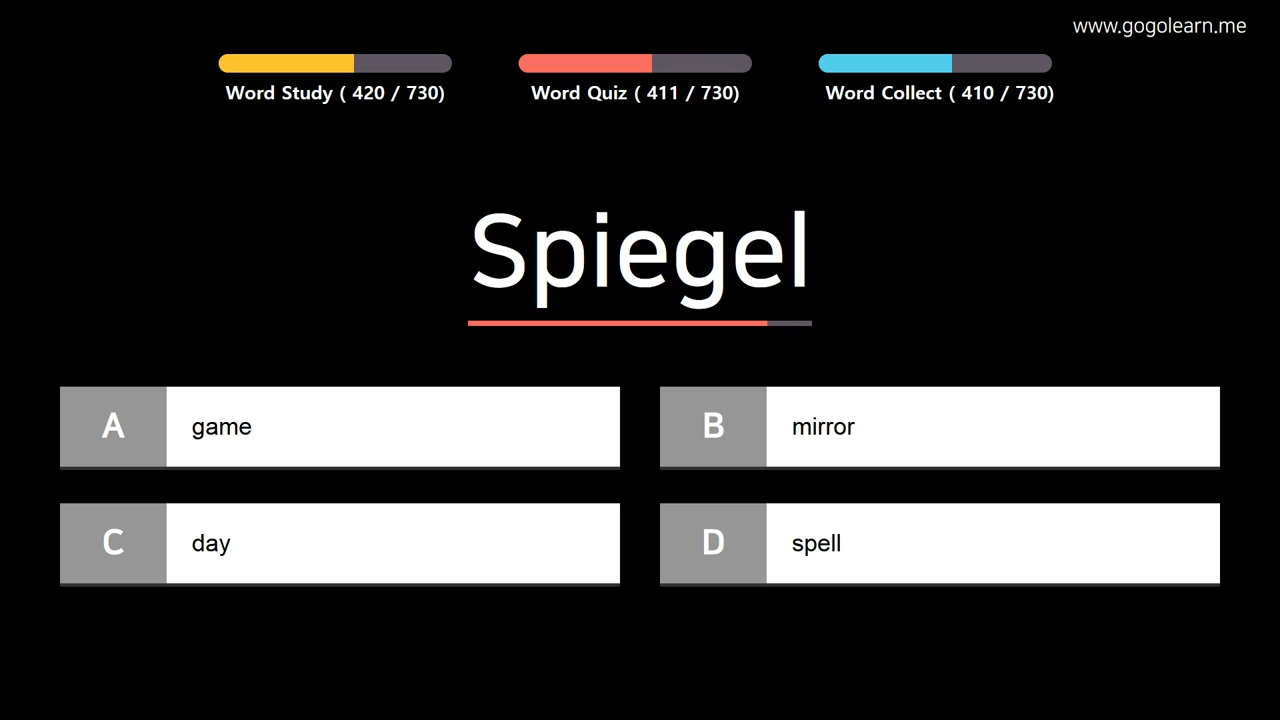 www.gogolearn.me
Word Study ( 420 / 730)
Word Quiz ( 411 / 730)
Word Collect ( 410 / 730)
Spiegel
A game
B mirror
C day
D spell